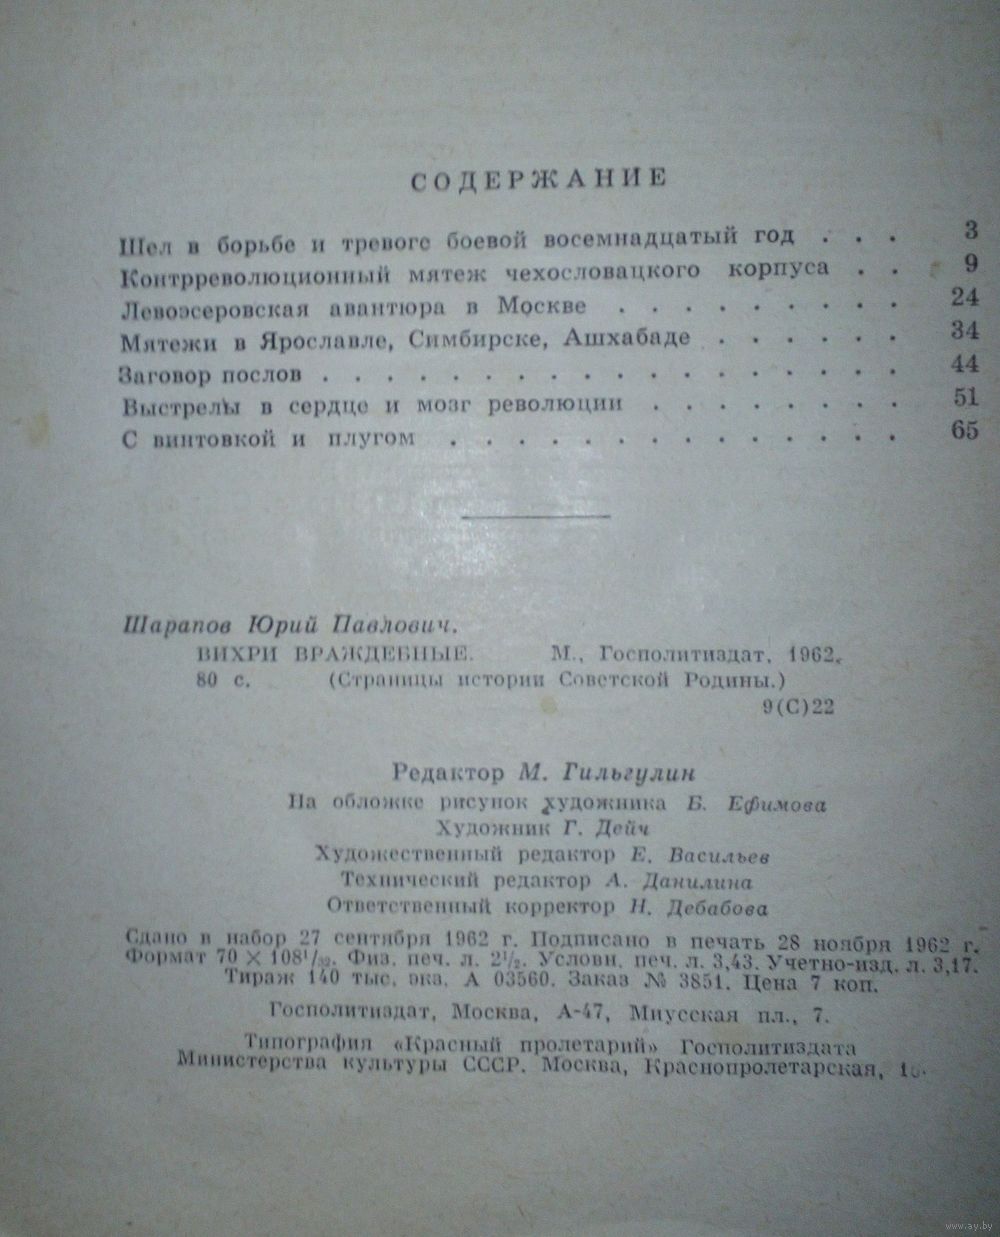 СОДЕРЖАНИЕ
Шел в борьбе и тревоге боевой восемнадцатый год . . . 3
Контрреволюционный мятеж чехословацкого корпуса . . 9
Левоэсеровская авантюра в Москве . . . . . . . . . 24
Мятежи в Ярославле, Симбирске, Ашхабаде . . . . . . 34
Заговор послов . . . . . . . . . . . . . . . . . . 44
Выстрелы в сердце и мозг революции . . . . . . . . 51
С винтовкой и плугом . . . . . . . . . . . . . . 65
Шарапов Юрий Павлович.
ВИХРИ ВРАЖДЕБНЫЕ. М., Госполитиздат, 1962.
80 с. (Страницы истории Советской Родины.)
9(С)22
Редактор М. Гильгулин
На обложке рисунок художника Б. Ефимова
Художник Г. Дейч
Художественный редактор Е. Васильев
Технический редактор А. Данилина
Ответственный корректор Н. Дебабова
Сдано в набор 27 сентября 1962 г. Подписано в печать 28 ноября 1962 г.
Формат 70 × 108¹/₃₂. Физ. печ. л. 2¹/₂. Условн. печ. л. 3,43. Учетно-изд. л. 3,17.
Тираж 140 тыс. экз. А 03560. Заказ № 3851. Цена 7 коп.
Госполитиздат, Москва, А-47, Миусская пл., 7.
Типография «Красный пролетарий» Госполитиздата
Министерства культуры СССР. Москва, Краснопролетарская,
www.ay.by